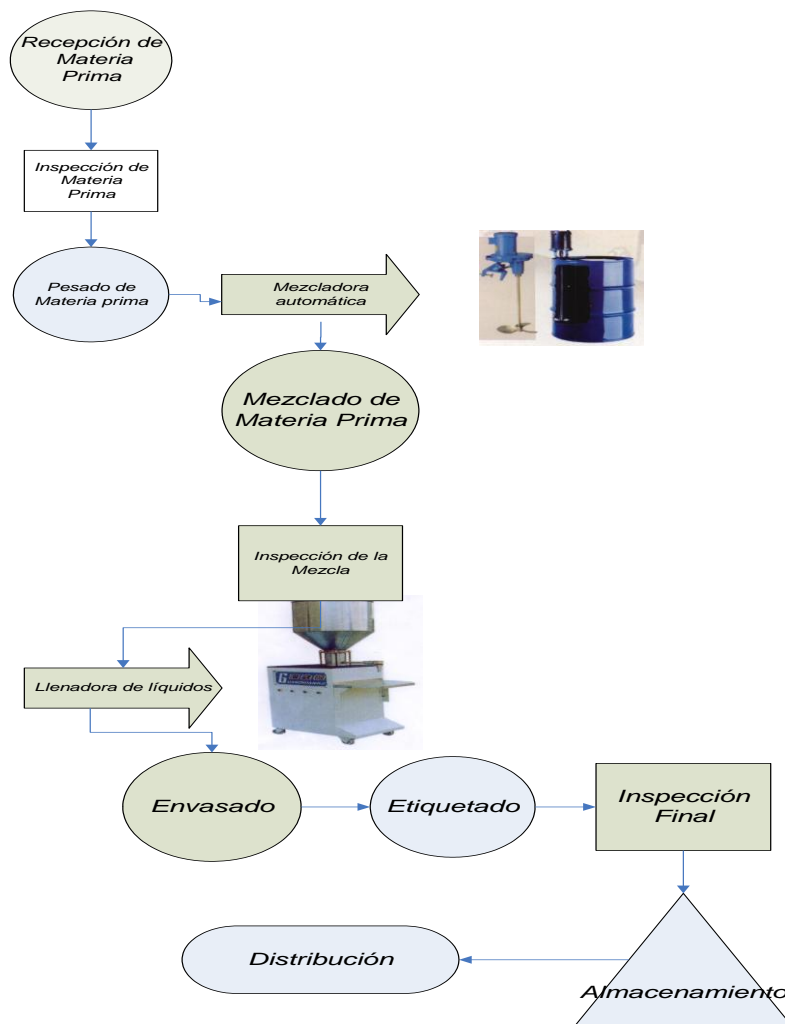 Recepción de
Materia
Prima
Inspección de
Materia
Prima
Pesado de
Materia prima
Mezcladora
automática
Mezclado de
Materia Prima
Inspección de la
Mezcla
Llenadora de líquidos
Envasado
Etiquetado
Inspección
Final
Almacenamiento
Distribución